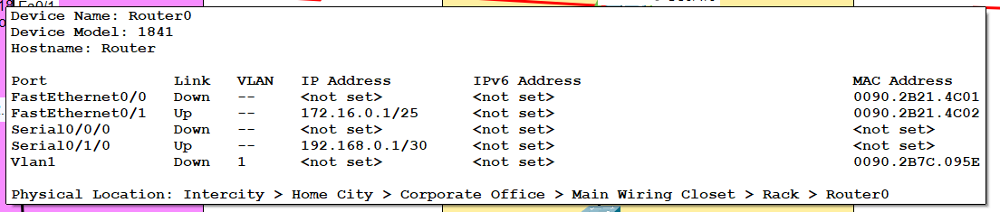 Fa0/1
Device Name: Router0
Device Model: 1841
Hostname: Router
Port Link VLAN IP Address IPv6 Address MAC Address
FastEthernet0/0 Down -- <not set> <not set> 0090.2B21.4C01
FastEthernet0/1 Up -- 172.16.0.1/25 <not set> 0090.2B21.4C02
Serial0/0/0 Down -- <not set> <not set> <not set>
Serial0/1/0 Up -- 192.168.0.1/30 <not set> <not set>
Vlan1 Down 1 <not set> <not set> 0090.2B7C.095E
Physical Location: Intercity > Home City > Corporate Office > Main Wiring Closet > Rack > Router0